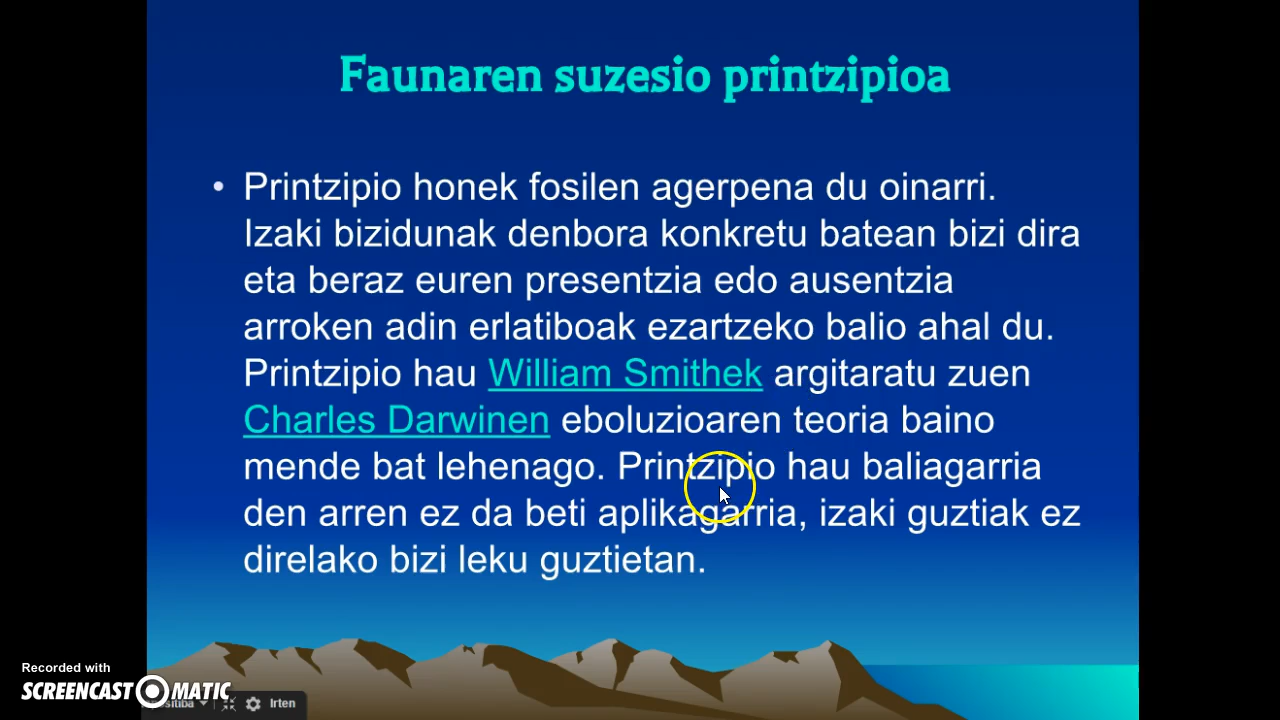 Faunaren suzesio printzipioa
• Printzipio honek fosilen agerpena du oinarri.
Izaki bizidunak denbora konkretu batean bizi dira
eta beraz euren presentzia edo ausentzia
arroken adin erlatiboak ezartzeko balio ahal du.
Printzipio hau William Smithek argitaratu zuen
Charles Darwinen eboluzioaren teoria baino
mende bat lehenago. Printzipio hau baliagarria
den arren ez da beti aplikagarria, izaki guztiak ez
direlako bizi leku guztietan.
Recorded with
SCREENCAST-O-MATIC
Irten